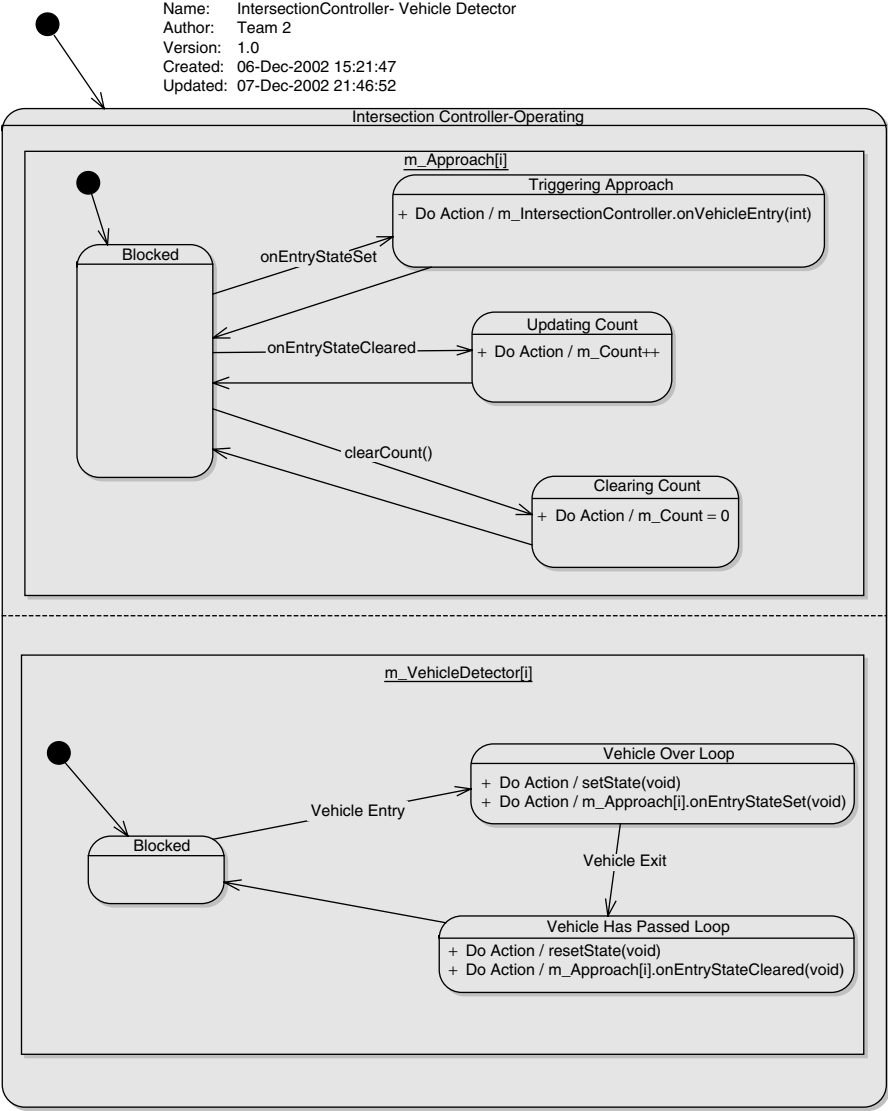 Name: IntersectionController- Vehicle Detector
Author: Team 2
Version: 1.0
Created: 06-Dec-2002 15:21:47
Updated: 07-Dec-2002 21:46:52
Intersection Controller-Operating
m_Approach[i]
Triggering Approach
+ Do Action / m_IntersectionController.onVehicleEntry(int)
Blocked
onEntryStateSet
Updating Count
onEntryStateCleared
+ Do Action / m_Count++
clearCount()
Clearing Count
+ Do Action / m_Count = 0
m_VehicleDetector[i]
Vehicle Over Loop
+ Do Action / setState(void)
+ Do Action / m_Approach[i].onEntryStateSet(void)
Vehicle Entry
Blocked
Vehicle Exit
Vehicle Has Passed Loop
+ Do Action / resetState(void)
+ Do Action / m_Approach[i].onEntryStateCleared(void)